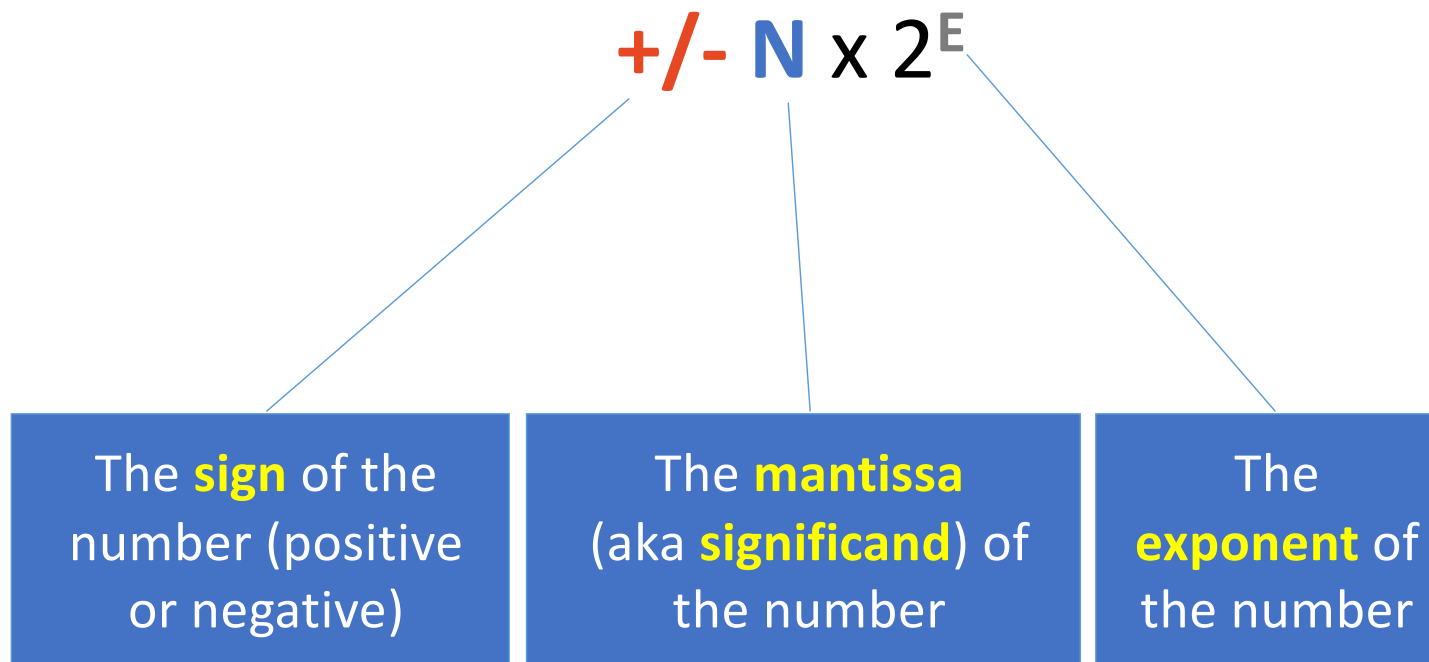 +/- N x 2^E
The sign of the
number (positive
or negative)
The mantissa
(aka significand) of
the number
The
exponent of
the number